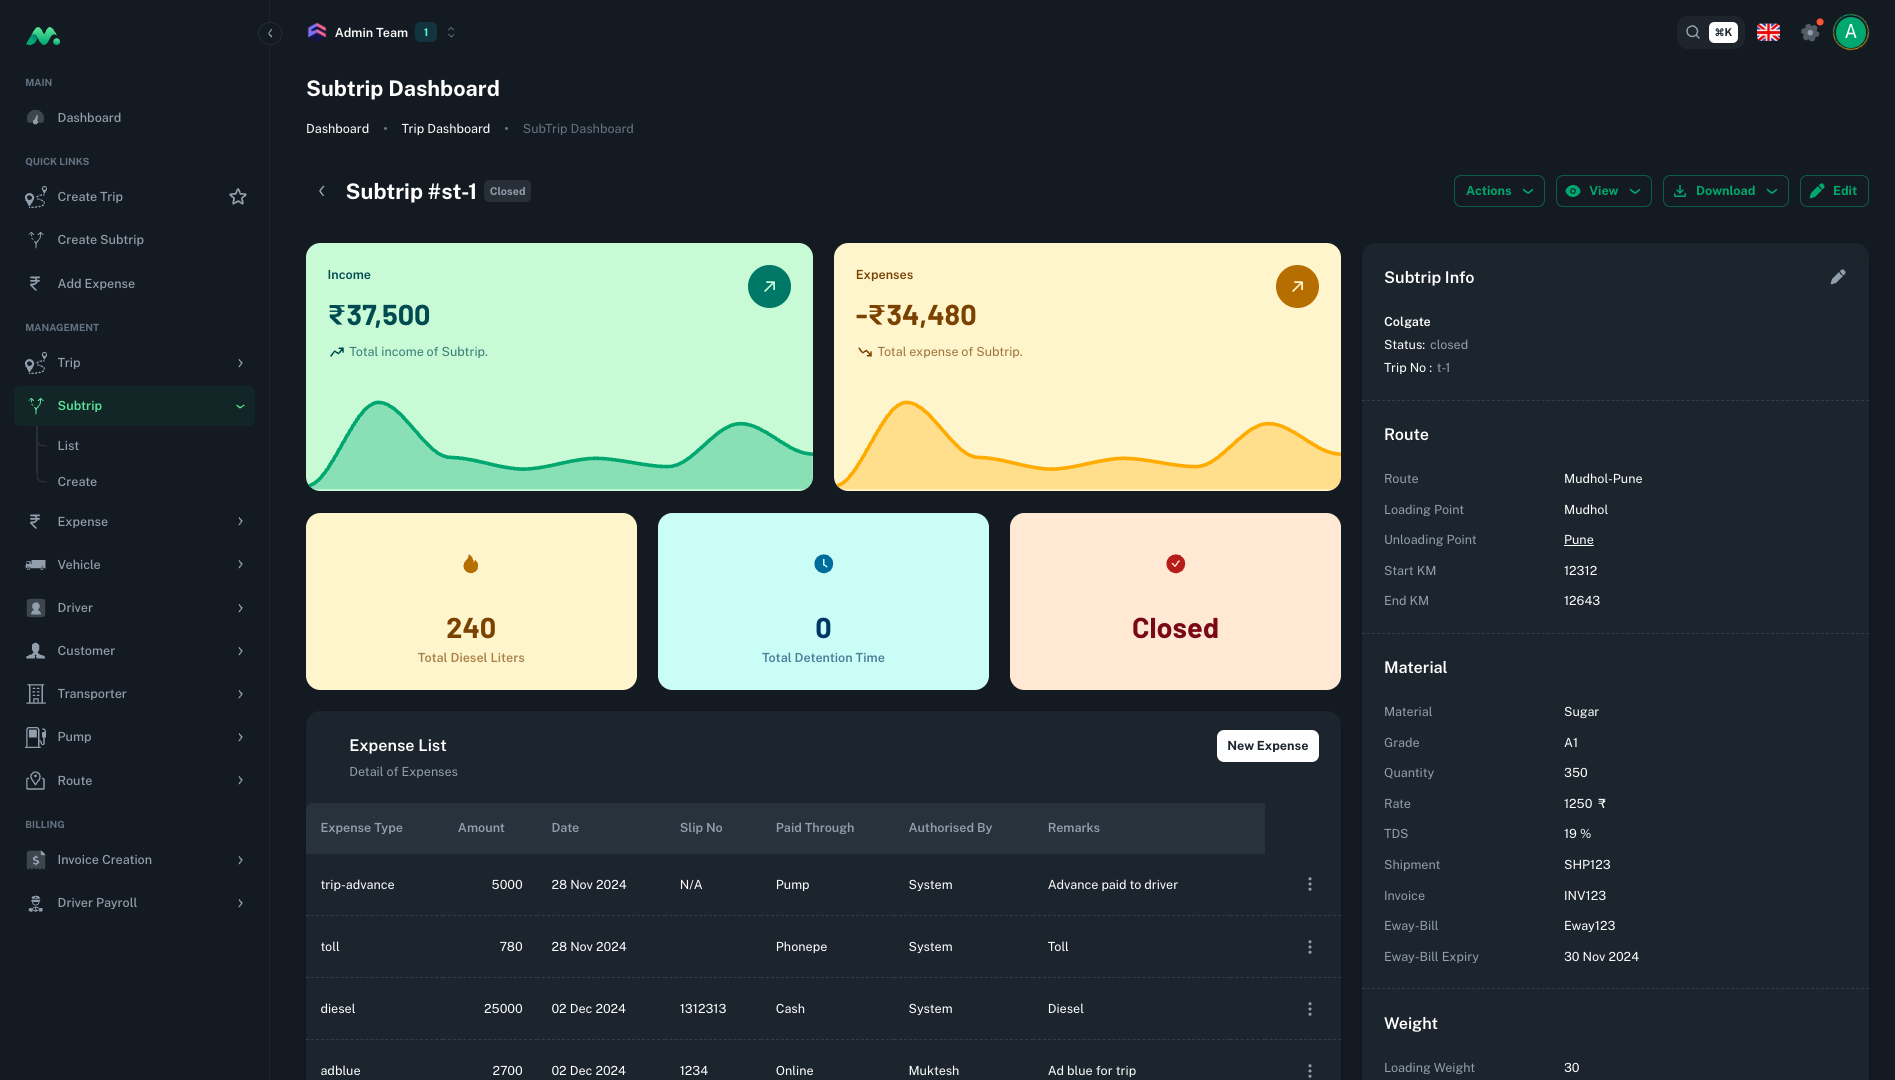 Admin Team 1
⌘K
A
MAIN
Dashboard
QUICK LINKS
Create Trip
Create Subtrip
Add Expense
MANAGEMENT
Trip
Subtrip
List
Create
Expense
Vehicle
Driver
Customer
Transporter
Pump
Route
BILLING
Invoice Creation
Driver Payroll
Subtrip Dashboard
Dashboard • Trip Dashboard • SubTrip Dashboard
Subtrip #st-1 Closed
Actions View Download Edit
Income
₹37,500
Total income of Subtrip.
Expenses
-₹34,480
Total expense of Subtrip.
240
Total Diesel Liters
0
Total Detention Time
Closed
Expense List
Detail of Expenses
New Expense
Expense Type Amount Date Slip No Paid Through Authorised By Remarks
trip-advance 5000 28 Nov 2024 N/A Pump System Advance paid to driver
toll 780 28 Nov 2024 Phonepe System Toll
diesel 25000 02 Dec 2024 1312313 Cash System Diesel
adblue 2700 02 Dec 2024 1234 Online Muktesh Ad blue for trip
Subtrip Info
Colgate
Status: closed
Trip No : t-1
Route
Route Mudhol-Pune
Loading Point Mudhol
Unloading Point Pune
Start KM 12312
End KM 12643
Material
Material Sugar
Grade A1
Quantity 350
Rate 1250 ₹
TDS 19 %
Shipment SHP123
Invoice INV123
Eway-Bill Eway123
Eway-Bill Expiry 30 Nov 2024
Weight
Loading Weight 30